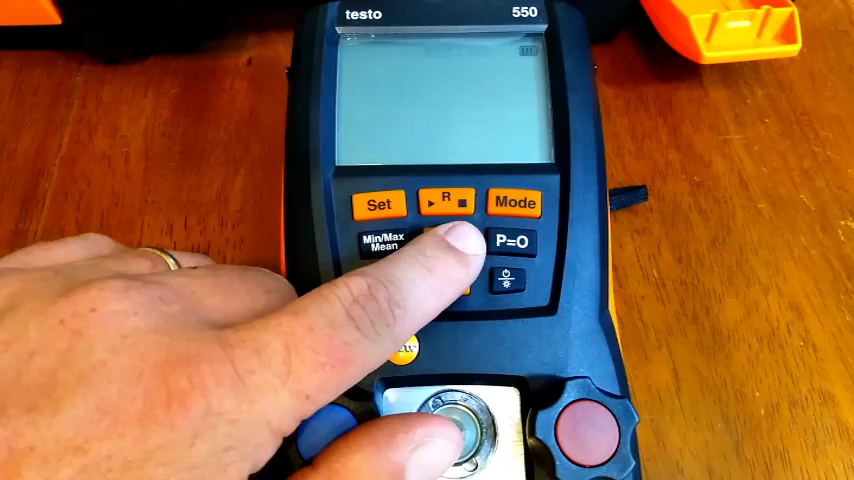 testo 550
Set ▶ R ■ Mode
Min/Max
Mean
P=O